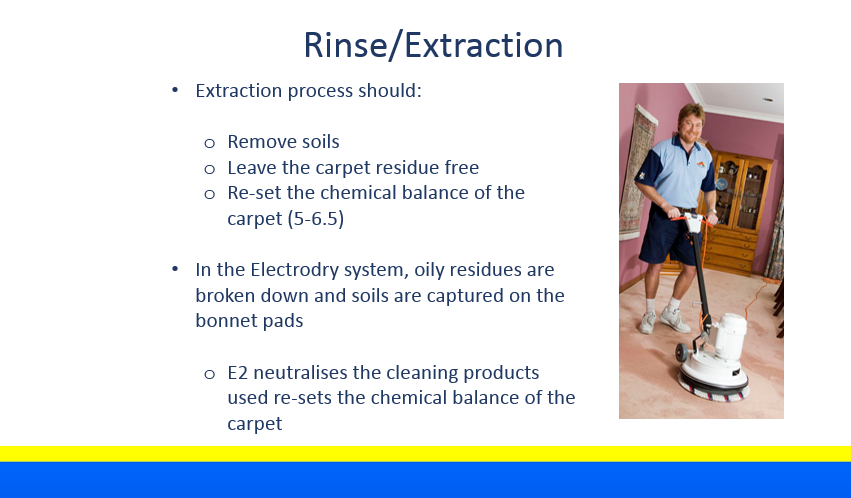 Rinse/Extraction
• Extraction process should:
o Remove soils
o Leave the carpet residue free
o Re-set the chemical balance of the
carpet (5-6.5)
• In the Electrodry system, oily residues are
broken down and soils are captured on the
bonnet pads
o E2 neutralises the cleaning products
used re-sets the chemical balance of the
carpet